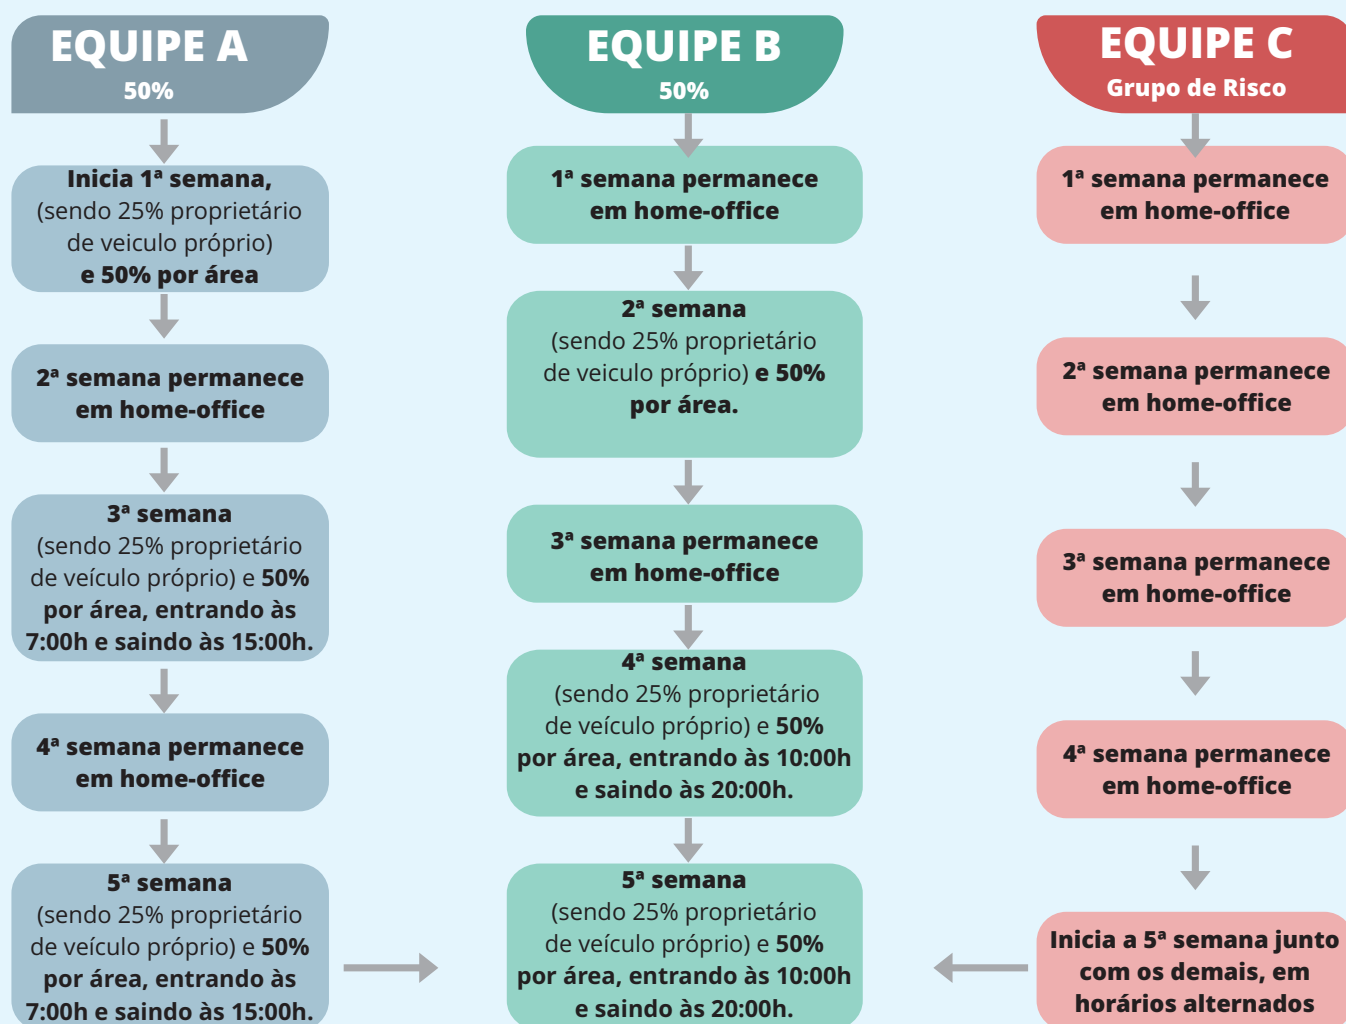 EQUIPE A
50%
Inicia 1ª semana,
(sendo 25% proprietário
de veiculo próprio)
e 50% por área
2ª semana permanece
em home-office
3ª semana
(sendo 25% proprietário
de veículo próprio) e 50%
por área, entrando às
7:00h e saindo às 15:00h.
4ª semana permanece
em home-office
5ª semana
(sendo 25% proprietário
de veículo próprio) e 50%
por área, entrando às
7:00h e saindo às 15:00h.
EQUIPE B
50%
1ª semana permanece
em home-office
2ª semana
(sendo 25% proprietário
de veiculo próprio) e 50%
por área.
3ª semana permanece
em home-office
4ª semana
(sendo 25% proprietário
de veículo próprio) e 50%
por área, entrando às 10:00h
e saindo às 20:00h.
5ª semana
(sendo 25% proprietário
de veículo próprio) e 50%
por área, entrando às 10:00h
e saindo às 20:00h.
EQUIPE C
Grupo de Risco
1ª semana permanece
em home-office
2ª semana permanece
em home-office
3ª semana permanece
em home-office
4ª semana permanece
em home-office
Inicia a 5ª semana junto
com os demais, em
horários alternados